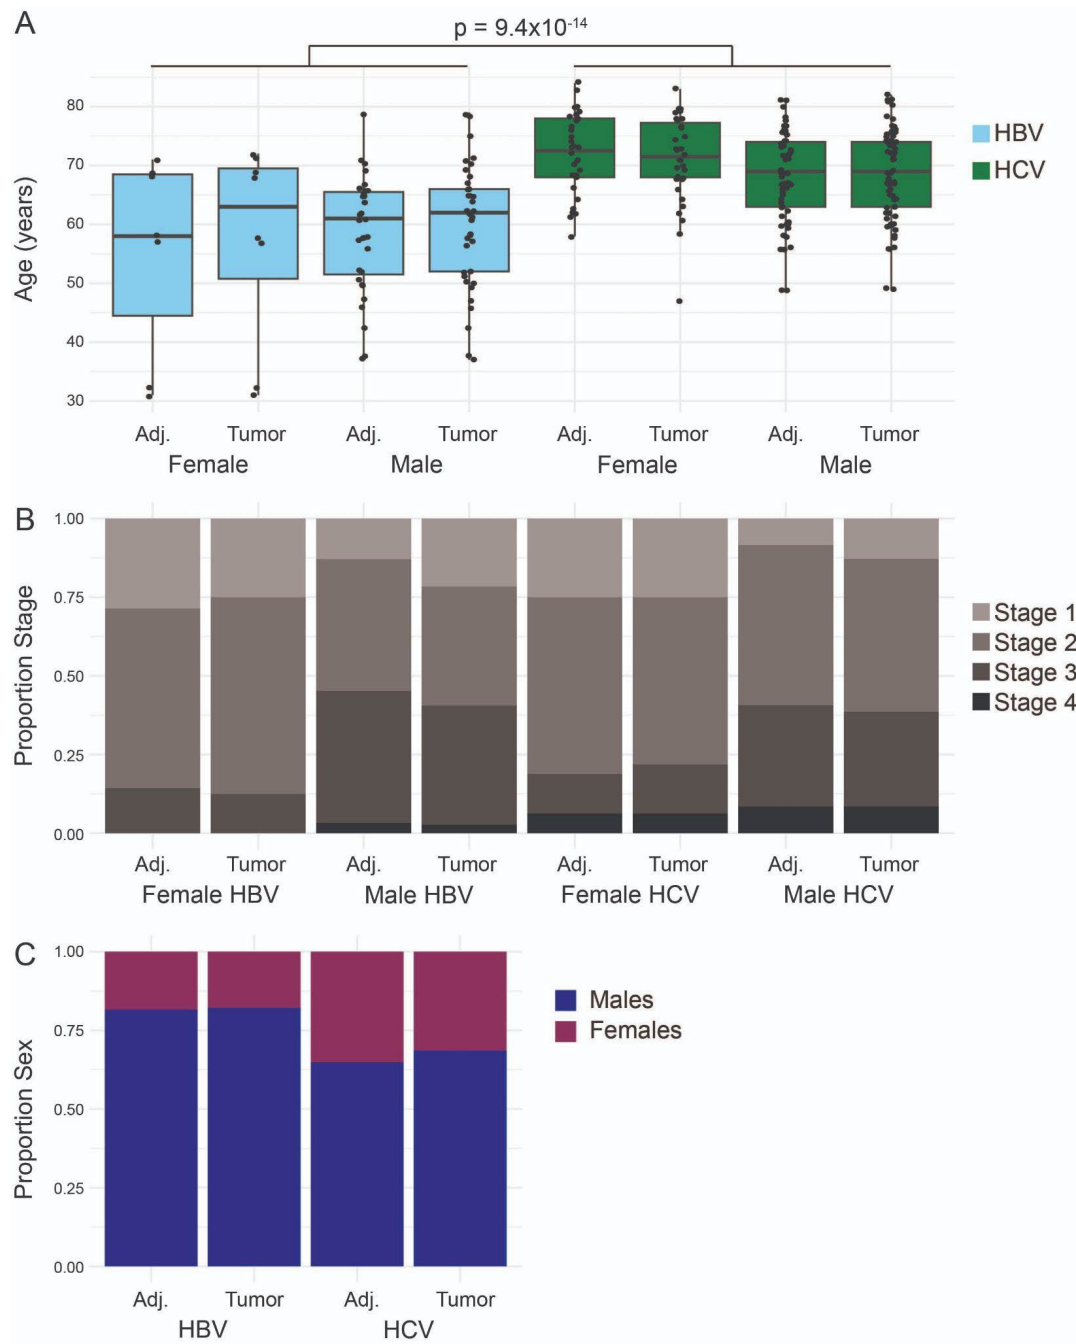 A
p = 9.4x10⁻¹⁴
Age (years)
80
70
60
50
40
30
HBV
HCV
Adj. Tumor Adj. Tumor Adj. Tumor Adj. Tumor
Female Male Female Male
B
Proportion Stage
1.00
0.75
0.50
0.25
0.00
Stage 1
Stage 2
Stage 3
Stage 4
Adj. Tumor Adj. Tumor Adj. Tumor Adj. Tumor
Female HBV Male HBV Female HCV Male HCV
C
Proportion Sex
1.00
0.75
0.50
0.25
0.00
Males
Females
Adj. Tumor Adj. Tumor
HBV HCV